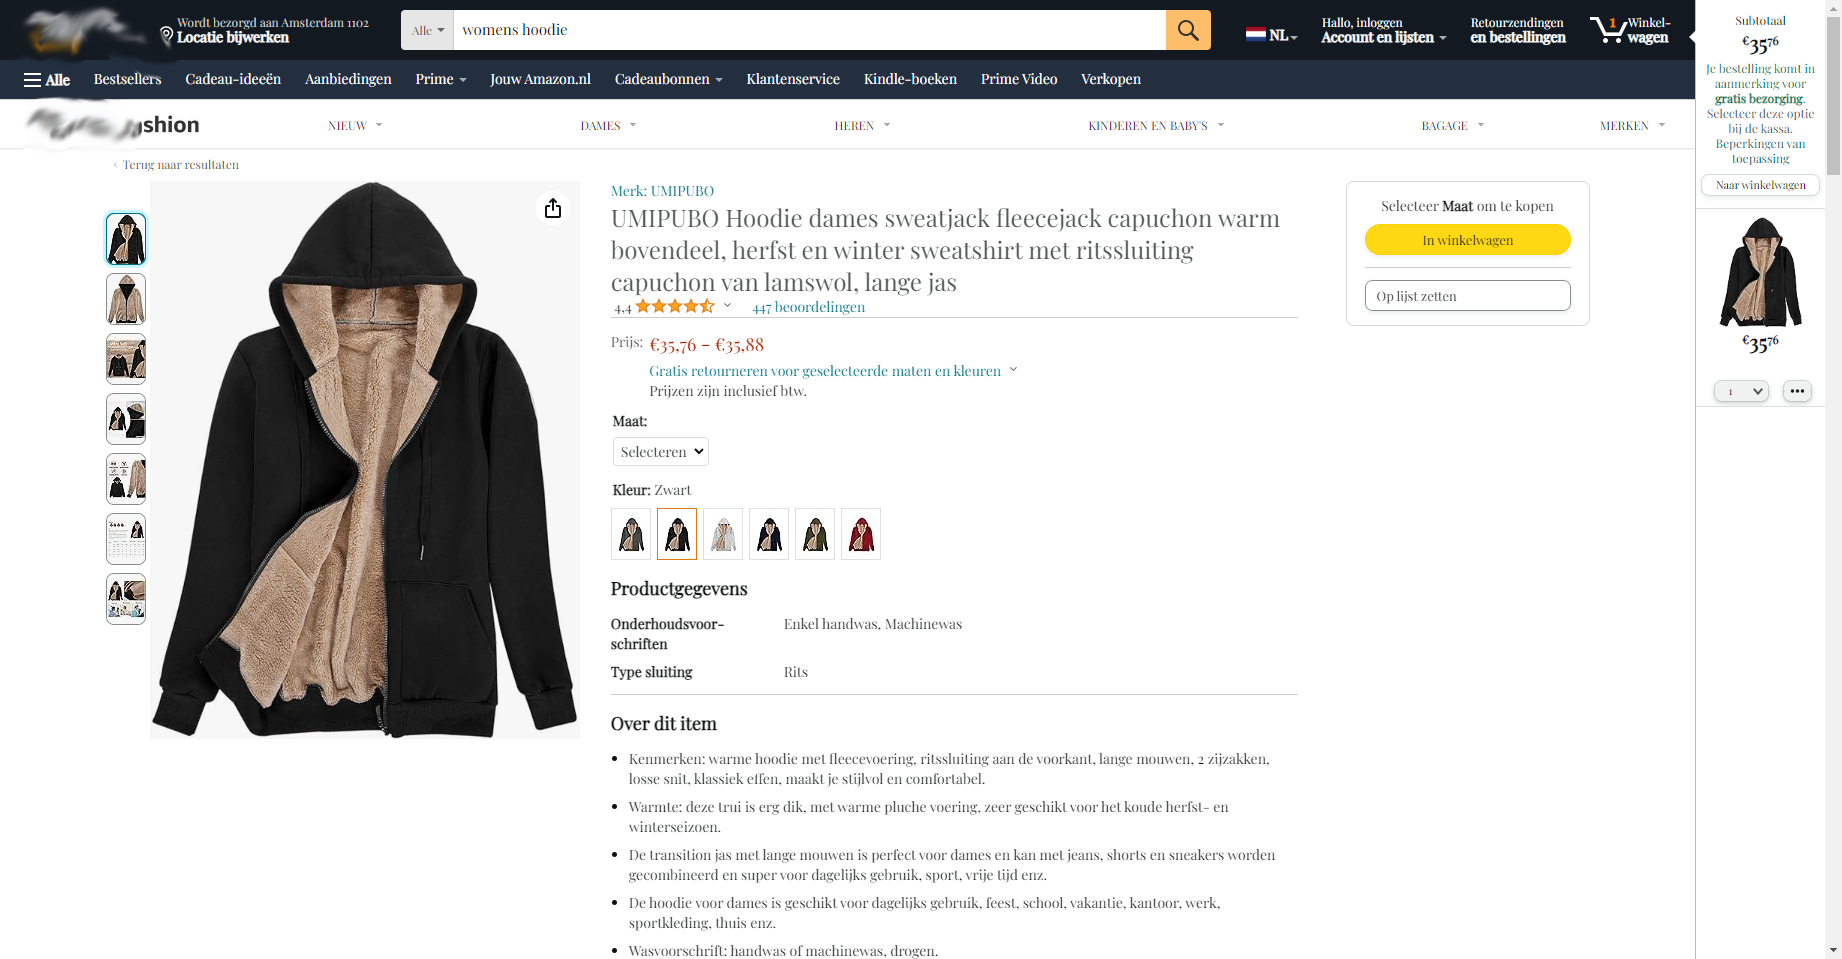 Wordt bezorgd aan Amsterdam 1102
Locatie bijwerken
Alle
womens hoodie
NL
Hallo, inloggen
Account en lijsten
Retourzendingen
en bestellingen
1
Winkel-
wagen
Alle
Bestsellers
Cadeau-ideeën
Aanbiedingen
Prime
Jouw Amazon.nl
Cadeaubonnen
Klantenservice
Kindle-boeken
Prime Video
Verkopen
shion
NIEUW
DAMES
HEREN
KINDEREN EN BABY'S
BAGAGE
MERKEN
‹ Terug naar resultaten
Merk: UMIPUBO
UMIPUBO Hoodie dames sweatjack fleecejack capuchon warm
bovendeel, herfst en winter sweatshirt met ritssluiting
capuchon van lamswol, lange jas
4,4
447 beoordelingen
Prijs: €35,76 – €35,88
Gratis retourneren voor geselecteerde maten en kleuren
Prijzen zijn inclusief btw.
Maat:
Selecteren
Kleur: Zwart
Productgegevens
Onderhoudsvoor-
schriften
Enkel handwas, Machinewas
Type sluiting
Rits
Over dit item
• Kenmerken: warme hoodie met fleecevoering, ritssluiting aan de voorkant, lange mouwen, 2 zijzakken,
losse snit, klassiek effen, maakt je stijlvol en comfortabel.
• Warmte: deze trui is erg dik, met warme pluche voering, zeer geschikt voor het koude herfst- en
winterseizoen.
• De transition jas met lange mouwen is perfect voor dames en kan met jeans, shorts en sneakers worden
gecombineerd en super voor dagelijks gebruik, sport, vrije tijd enz.
• De hoodie voor dames is geschikt voor dagelijks gebruik, feest, school, vakantie, kantoor, werk,
sportkleding, thuis enz.
• Wasvoorschrift: handwas of machinewas, drogen.
Selecteer Maat om te kopen
In winkelwagen
Op lijst zetten
Subtotaal
€35⁷⁶
Je bestelling komt in
aanmerking voor
gratis bezorging.
Selecteer deze optie
bij de kassa.
Beperkingen van
toepassing
Naar winkelwagen
€35⁷⁶
1